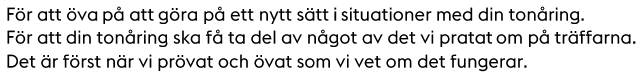 För att öva på att göra på ett nytt sätt i situationer med din tonåring.
För att din tonåring ska få ta del av något av det vi pratat om på träffarna.
Det är först när vi prövat och övat som vi vet om det fungerar.